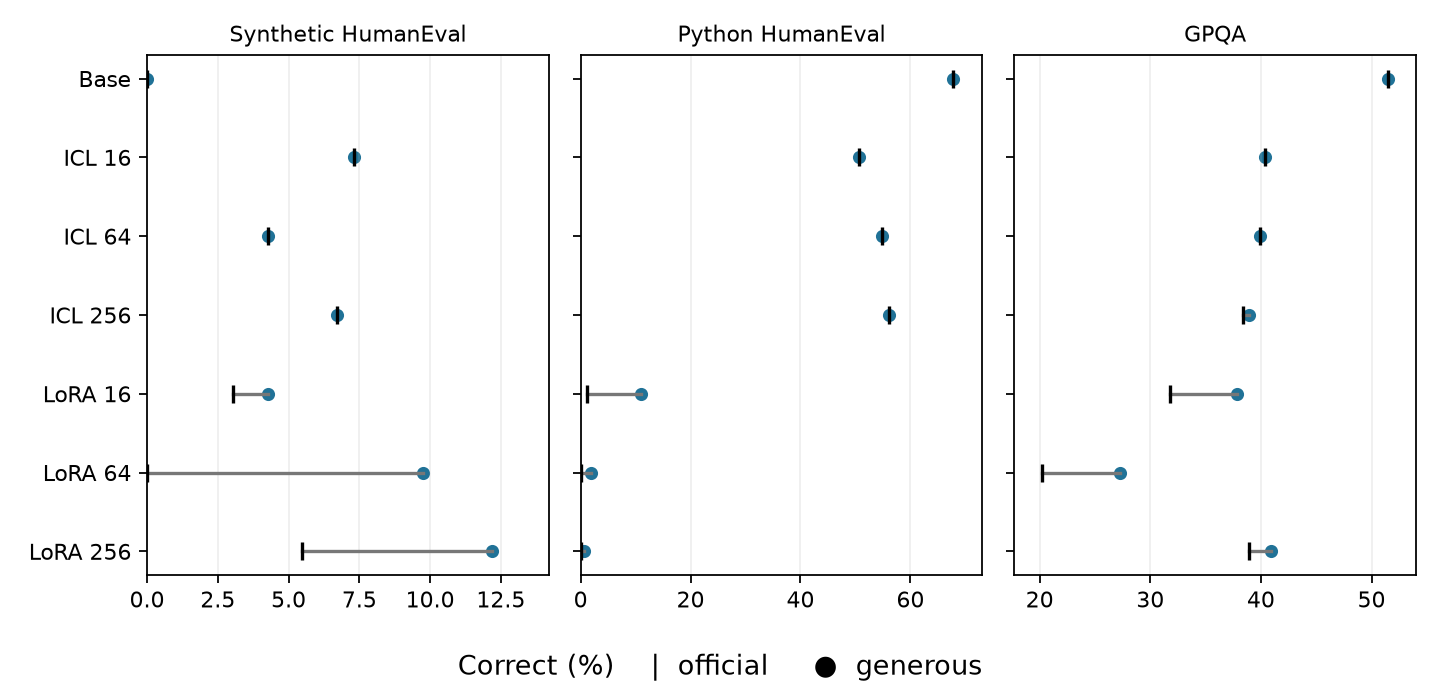 Synthetic HumanEval
Python HumanEval
GPQA
Base
ICL 16
ICL 64
ICL 256
LoRA 16
LoRA 64
LoRA 256
0.0 2.5 5.0 7.5 10.0 12.5
0 20 40 60
20 30 40 50
Correct (%) | official ● generous